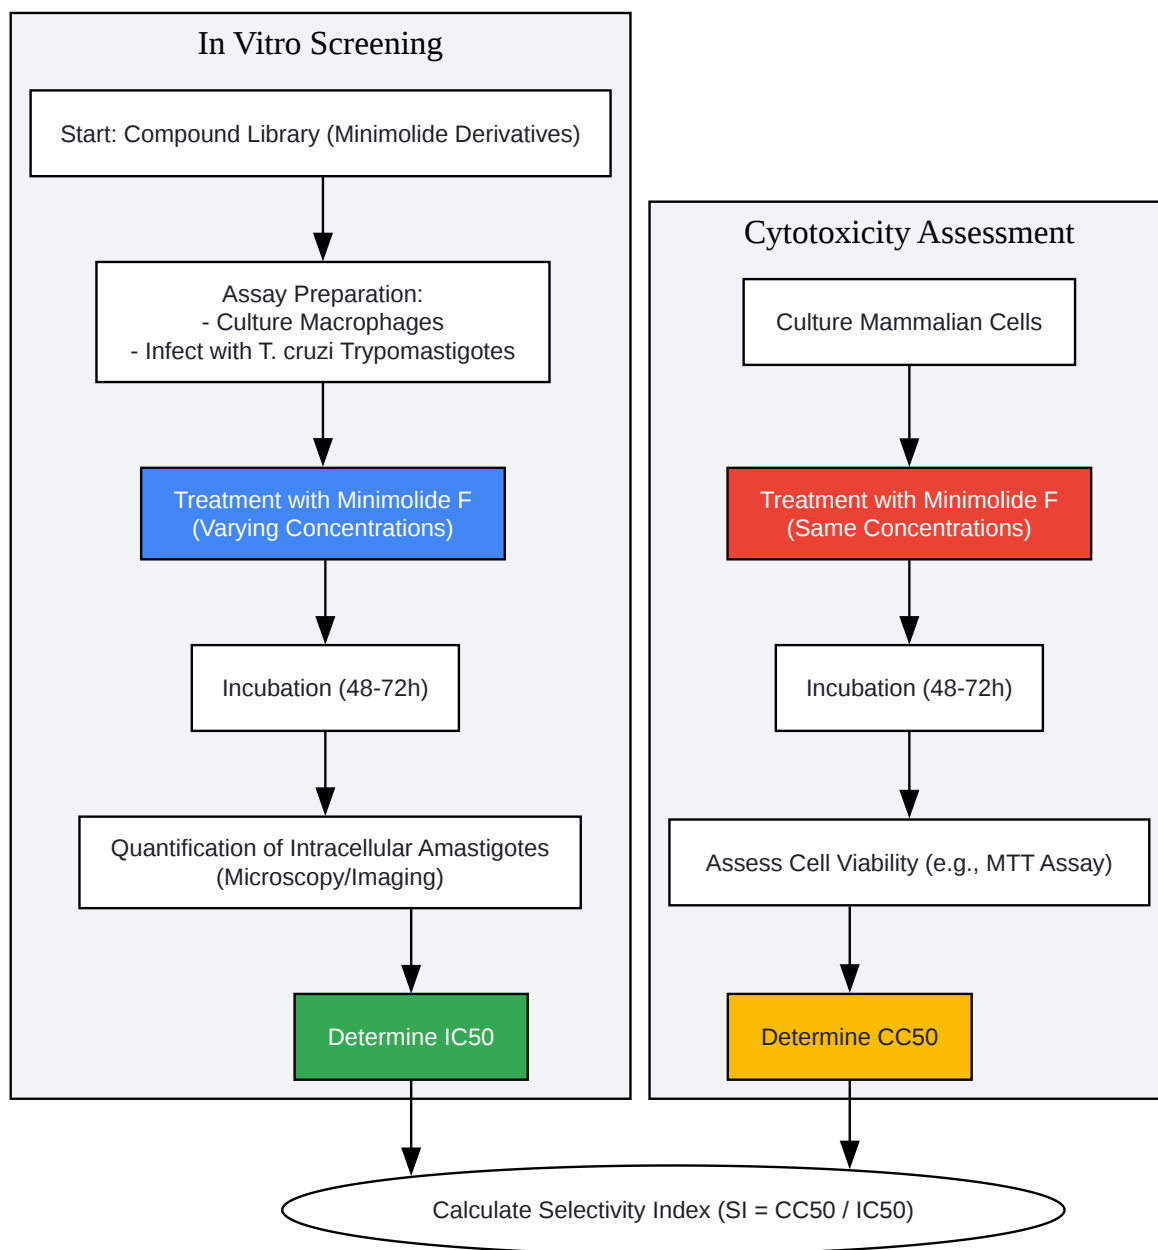 In Vitro Screening
Start: Compound Library (Minimolide Derivatives)
Assay Preparation:
- Culture Macrophages
- Infect with T. cruzi Trypomastigotes
Treatment with Minimolide F
(Varying Concentrations)
Incubation (48-72h)
Quantification of Intracellular Amastigotes
(Microscopy/Imaging)
Determine IC50
Cytotoxicity Assessment
Culture Mammalian Cells
Treatment with Minimolide F
(Same Concentrations)
Incubation (48-72h)
Assess Cell Viability (e.g., MTT Assay)
Determine CC50
Calculate Selectivity Index (SI = CC50 / IC50)